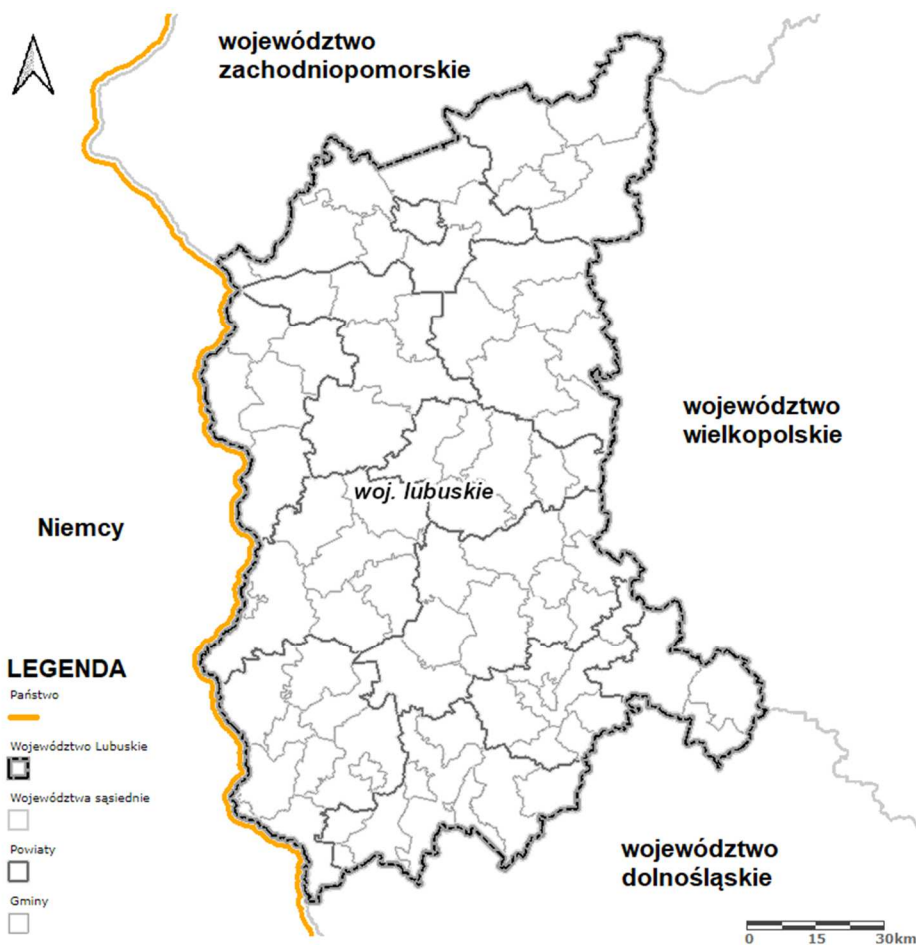 województwo
zachodniopomorskie
województwo
wielkopolskie
woj. lubuskie
Niemcy
LEGENDA
Państwo
Województwo Lubuskie
Województwa sąsiednie
Powiaty
Gminy
województwo
dolnośląskie
0 15 30km